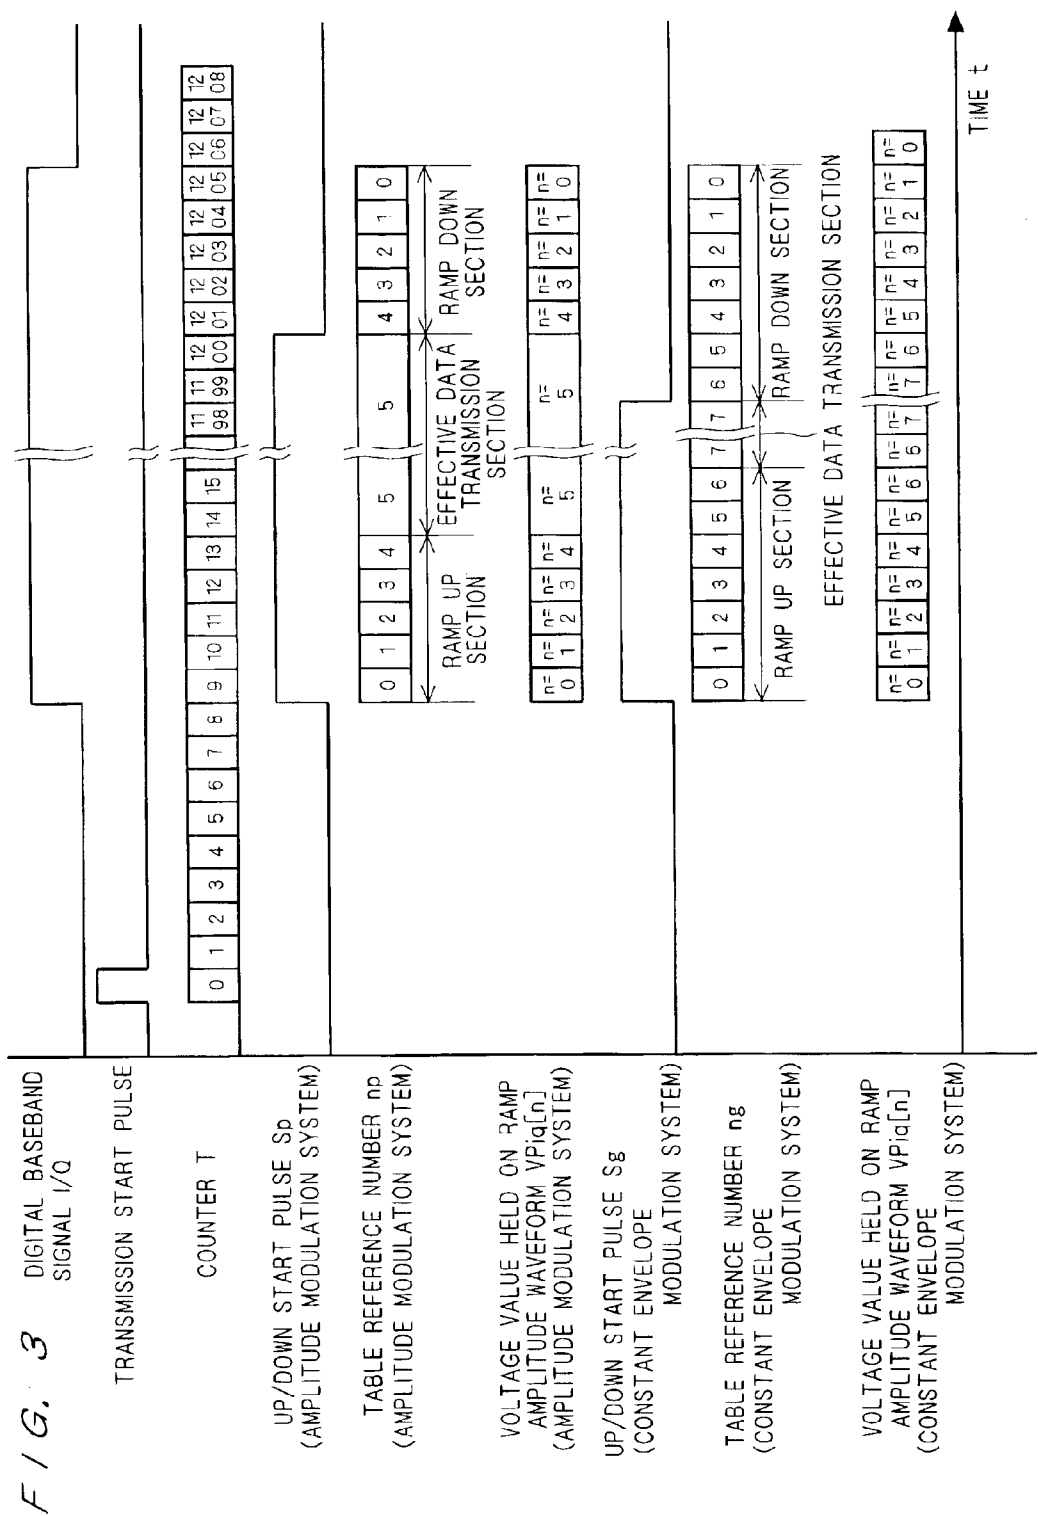 FIG. 3
DIGITAL BASEBAND
SIGNAL I/Q
TRANSMISSION START PULSE
COUNTER T
0 1 2 3 4 5 6 7 8 9 10 11 12 13 14 15 11 98 11 99 12 00 12 01 12 02 12 03 12 04 12 05 12 06 12 07 12 08
UP/DOWN START PULSE Sp
(AMPLITUDE MODULATION SYSTEM)
TABLE REFERENCE NUMBER np
(AMPLITUDE MODULATION SYSTEM)
0 1 2 3 4 5 5 4 3 2 1 0
RAMP UP
SECTION
EFFECTIVE DATA
TRANSMISSION
SECTION
RAMP DOWN
SECTION
VOLTAGE VALUE HELD ON RAMP
AMPLITUDE WAVEFORM VPiq[n]
(AMPLITUDE MODULATION SYSTEM)
n= 0 n= 1 n= 2 n= 3 n= 4 n= 5 n= 5 n= 4 n= 3 n= 2 n= 1 n= 0
UP/DOWN START PULSE Sg
(CONSTANT ENVELOPE
MODULATION SYSTEM)
TABLE REFERENCE NUMBER ng
(CONSTANT ENVELOPE
MODULATION SYSTEM)
0 1 2 3 4 5 6 7 7 6 5 4 3 2 1 0
RAMP UP SECTION
RAMP DOWN SECTION
EFFECTIVE DATA TRANSMISSION SECTION
VOLTAGE VALUE HELD ON RAMP
AMPLITUDE WAVEFORM VPiq[n]
(CONSTANT ENVELOPE
MODULATION SYSTEM)
n= 0 n= 1 n= 2 n= 3 n= 4 n= 5 n= 6 n= 6 n= 7 n= 7 n= 6 n= 5 n= 4 n= 3 n= 2 n= 1 n= 0
TIME t